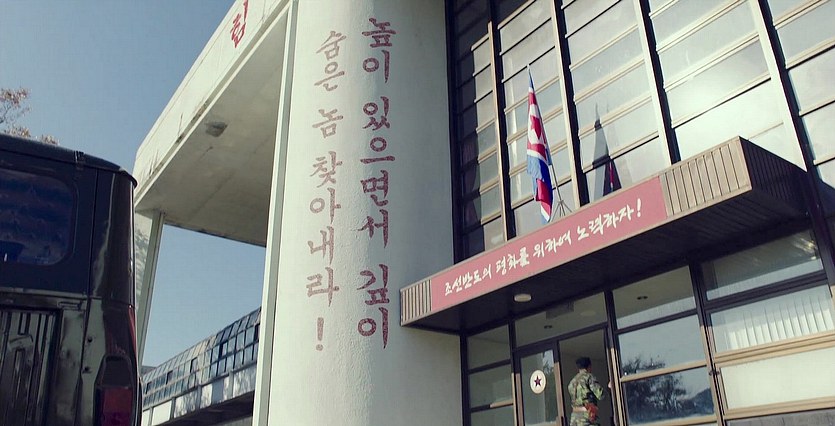 힘
높이 있으면서 깊이
숨은 놈 찾아내라!
조선반도의 평화를 위하여 노력하자!